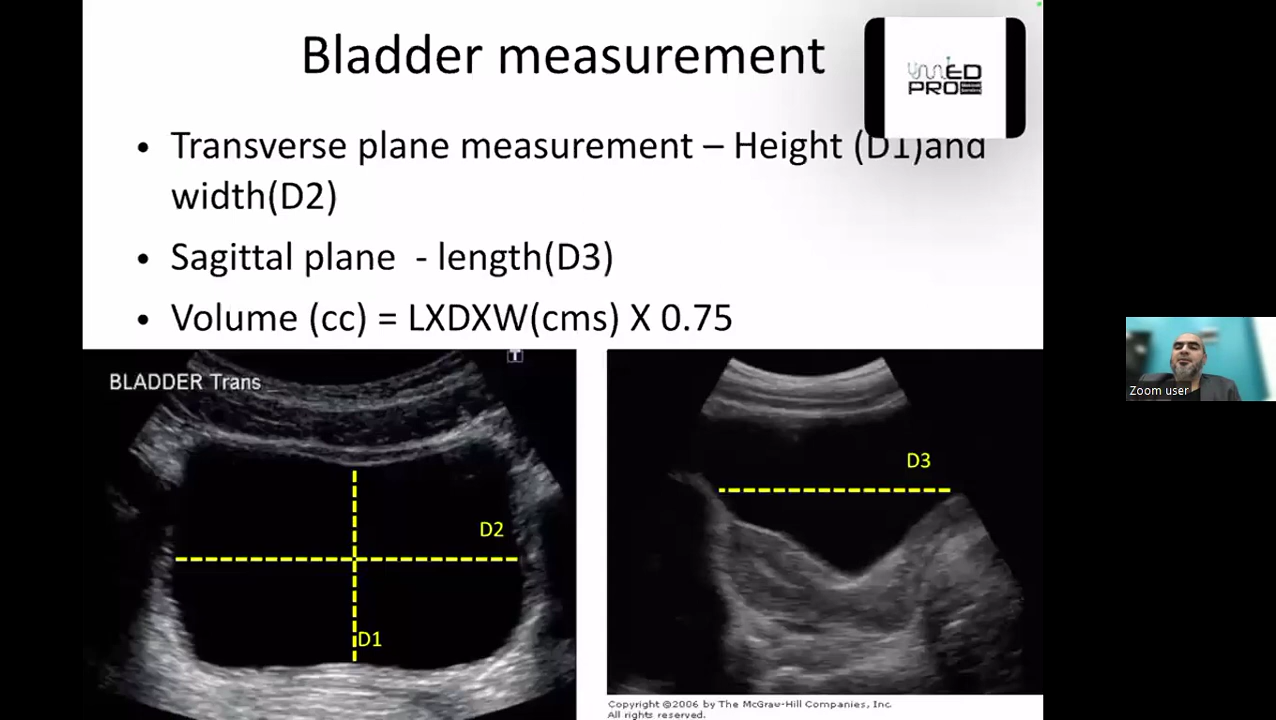 Bladder measurement
MED
PRO
• Transverse plane measurement – Height (D1)and
width(D2)
• Sagittal plane - length(D3)
• Volume (cc) = LXDXW(cms) X 0.75
T
BLADDER Trans
D2
D1
D3
Copyright ©2006 by The McGraw-Hill Companies, Inc.
All rights reserved.
Zoom user